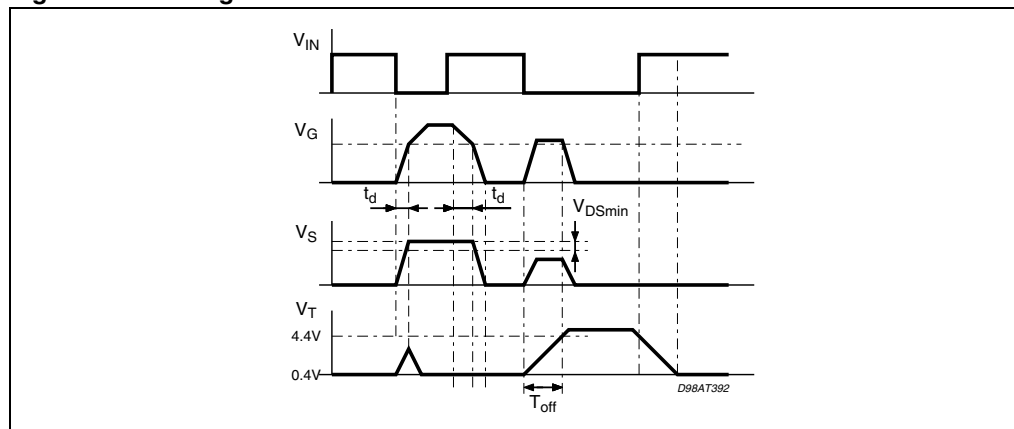 V_IN
V_G
t_d
t_d
V_DSmin
V_S
V_T
4.4V
0.4V
D98AT392
T_off